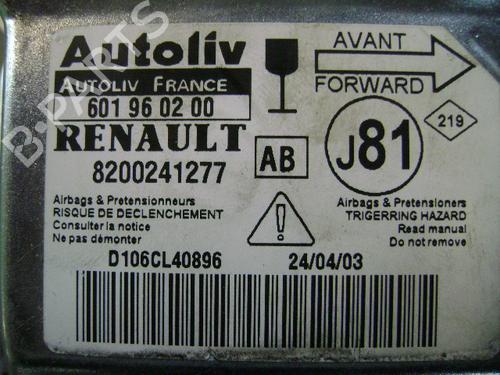 Autoliv
AUTOLIV FRANCE
601 96 02 00
RENAULT
8200241277
AVANT
FORWARD
AB
J81
219
Airbags & Pretensionneurs
RISQUE DE DECLENCHEMENT
Consulter la notice
Ne pas démonter
Airbags & Pretensioners
TRIGERRING HAZARD
Read manual
Do not remove
D106CL40896
24/04/03
B-PARTS